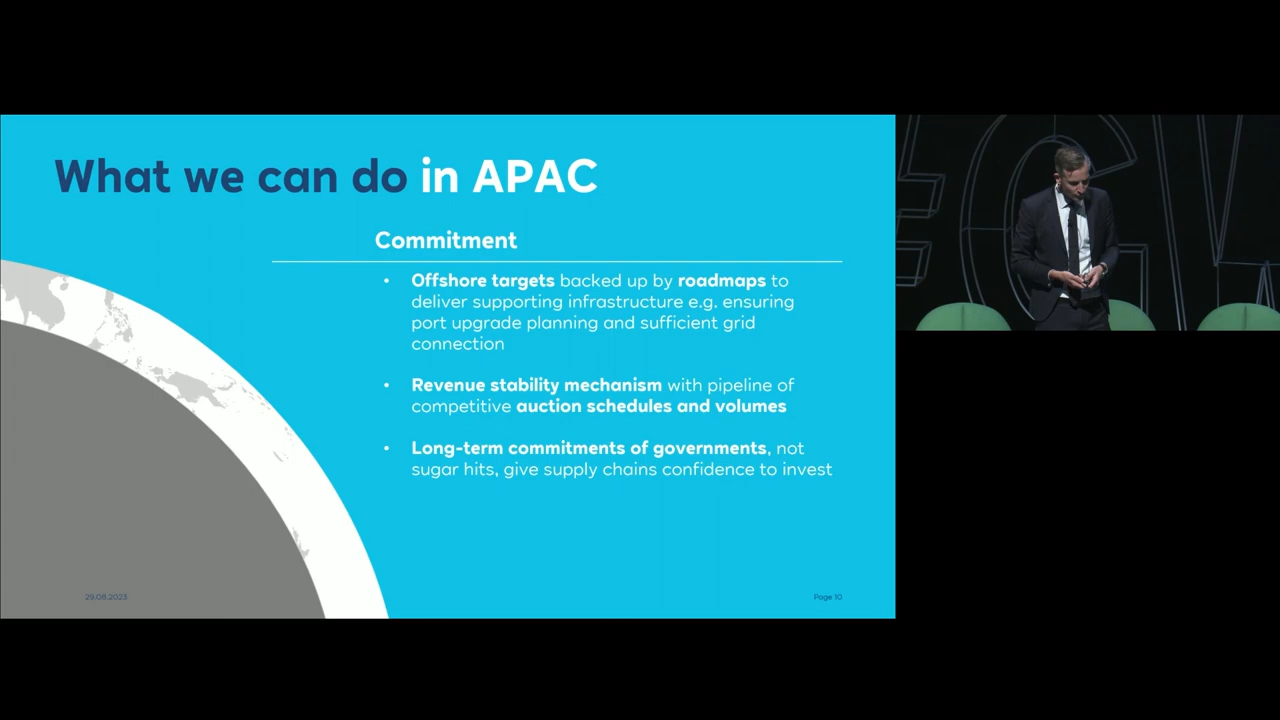 What we can do in APAC
Commitment
• Offshore targets backed up by roadmaps to
deliver supporting infrastructure e.g. ensuring
port upgrade planning and sufficient grid
connection
• Revenue stability mechanism with pipeline of
competitive auction schedules and volumes
• Long-term commitments of governments, not
sugar hits, give supply chains confidence to invest
29.08.2023
Page 10